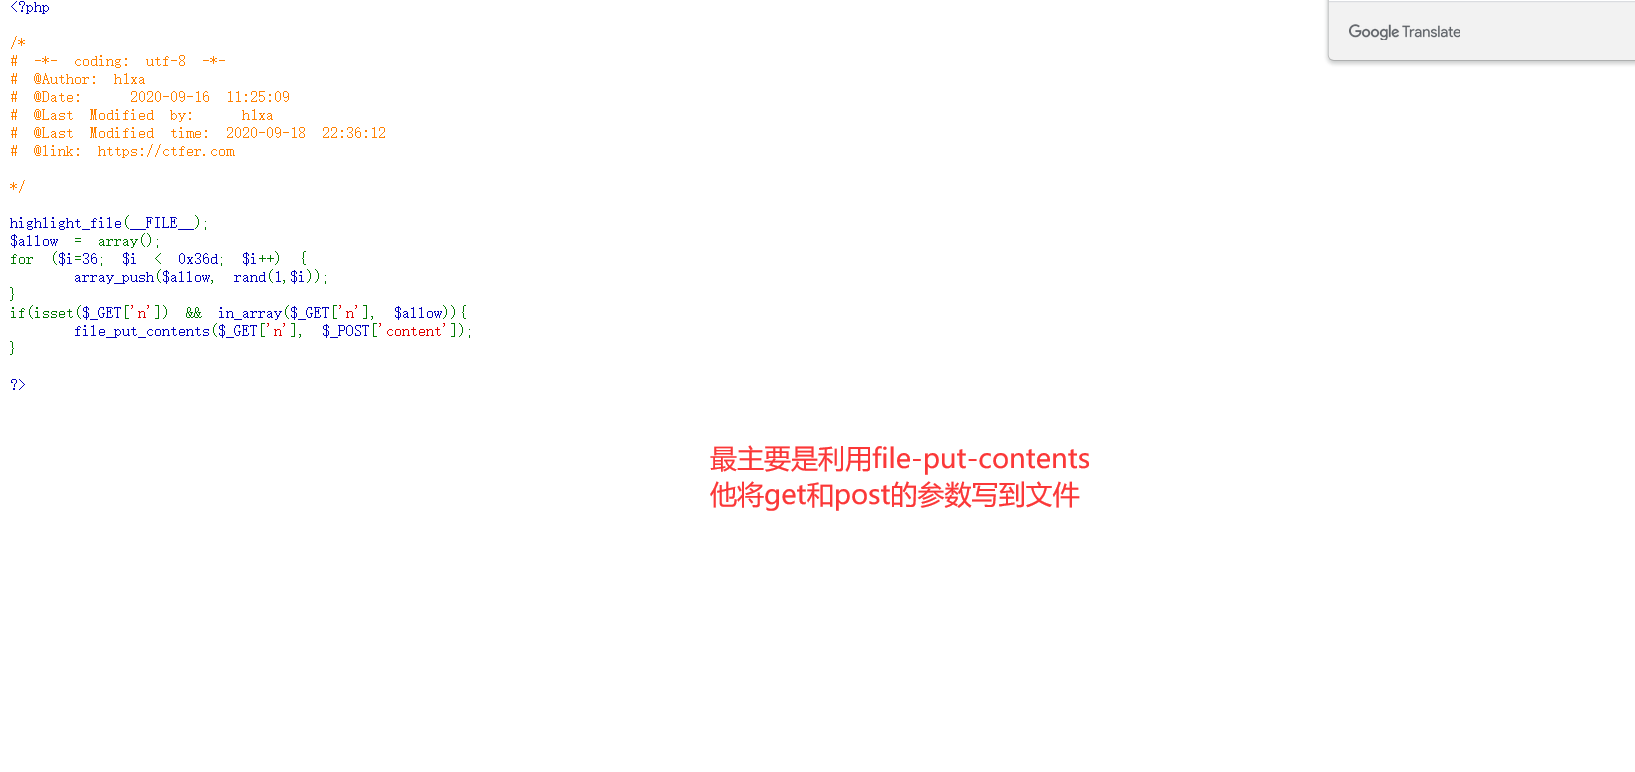 <?php
Google Translate
/*
# -*- coding: utf-8 -*-
# @Author: h1xa
# @Date: 2020-09-16 11:25:09
# @Last Modified by: h1xa
# @Last Modified time: 2020-09-18 22:36:12
# @link: https://ctfer.com
*/
highlight_file(__FILE__);
$allow = array();
for ($i=36; $i < 0x36d; $i++) {
array_push($allow, rand(1,$i));
}
if(isset($_GET['n']) && in_array($_GET['n'], $allow)){
file_put_contents($_GET['n'], $_POST['content']);
}
?>
最主要是利用file-put-contents
他将get和post的参数写到文件